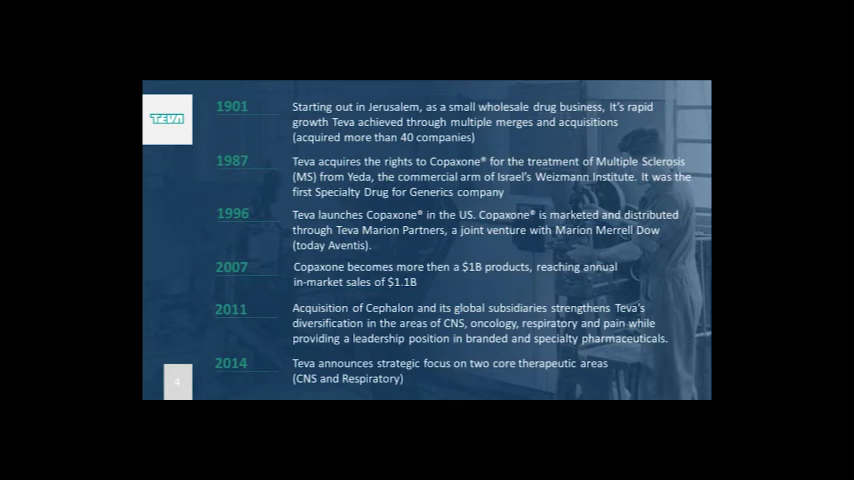 TEVA
1901
Starting out in Jerusalem, as a small wholesale drug business, It's rapid
growth Teva achieved through multiple merges and acquisitions
(acquired more than 40 companies)
1987
Teva acquires the rights to Copaxone® for the treatment of Multiple Sclerosis
(MS) from Yeda, the commercial arm of Israel's Weizmann Institute. It was the
first Specialty Drug for Generics company
1996
Teva launches Copaxone® in the US. Copaxone® is marketed and distributed
through Teva Marion Partners, a joint venture with Marion Merrell Dow
(today Aventis).
2007
Copaxone becomes more then a $1B products, reaching annual
in-market sales of $1.1B
2011
Acquisition of Cephalon and its global subsidiaries strengthens Teva's
diversification in the areas of CNS, oncology, respiratory and pain while
providing a leadership position in branded and specialty pharmaceuticals.
2014
Teva announces strategic focus on two core therapeutic areas
(CNS and Respiratory)
4